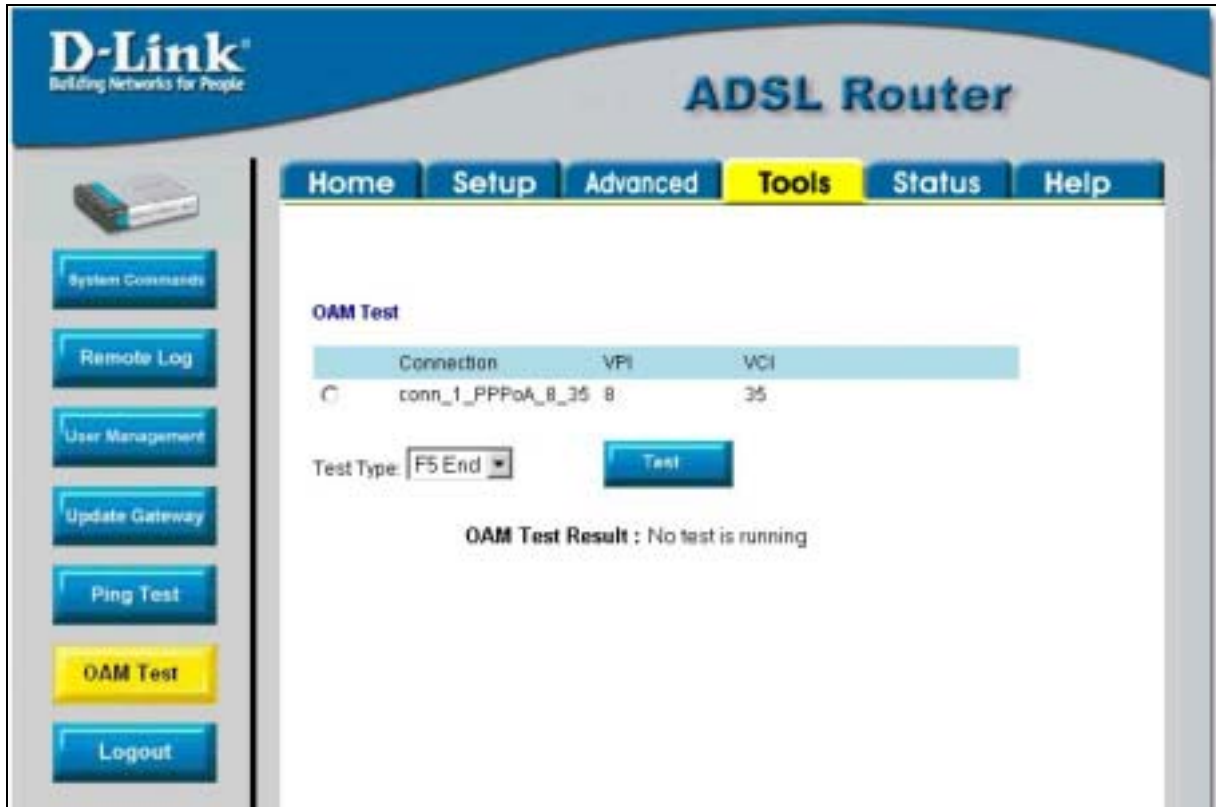 D-Link®
Building Networks for People
ADSL Router
Home Setup Advanced Tools Status Help
System Commands
Remote Log
User Management
Update Gateway
Ping Test
OAM Test
Logout
OAM Test
Connection VPI VCI
conn_1_PPPoA_8_35 8 35
Test Type: F5 End Test
OAM Test Result : No test is running